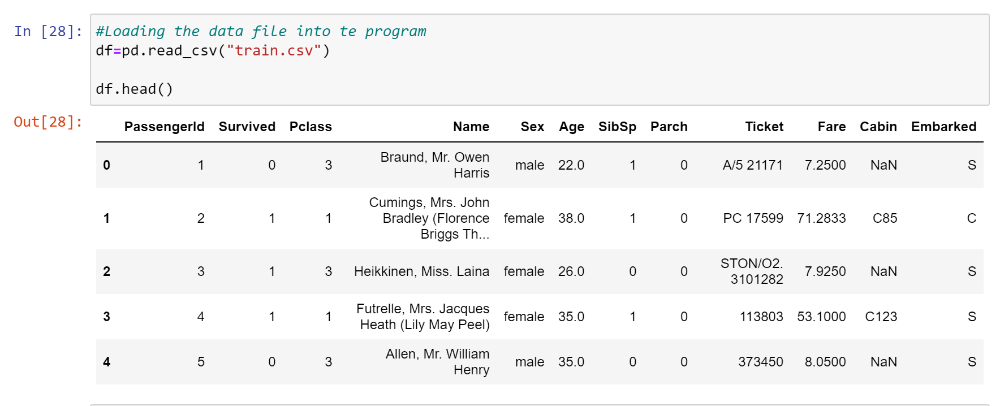 In [28]: #Loading the data file into te program
df=pd.read_csv("train.csv")
df.head()
Out[28]:
PassengerId Survived Pclass Name Sex Age SibSp Parch Ticket Fare Cabin Embarked
0 1 0 3 Braund, Mr. Owen Harris male 22.0 1 0 A/5 21171 7.2500 NaN S
1 2 1 1 Cumings, Mrs. John Bradley (Florence Briggs Th... female 38.0 1 0 PC 17599 71.2833 C85 C
2 3 1 3 Heikkinen, Miss. Laina female 26.0 0 0 STON/O2. 3101282 7.9250 NaN S
3 4 1 1 Futrelle, Mrs. Jacques Heath (Lily May Peel) female 35.0 1 0 113803 53.1000 C123 S
4 5 0 3 Allen, Mr. William Henry male 35.0 0 0 373450 8.0500 NaN S